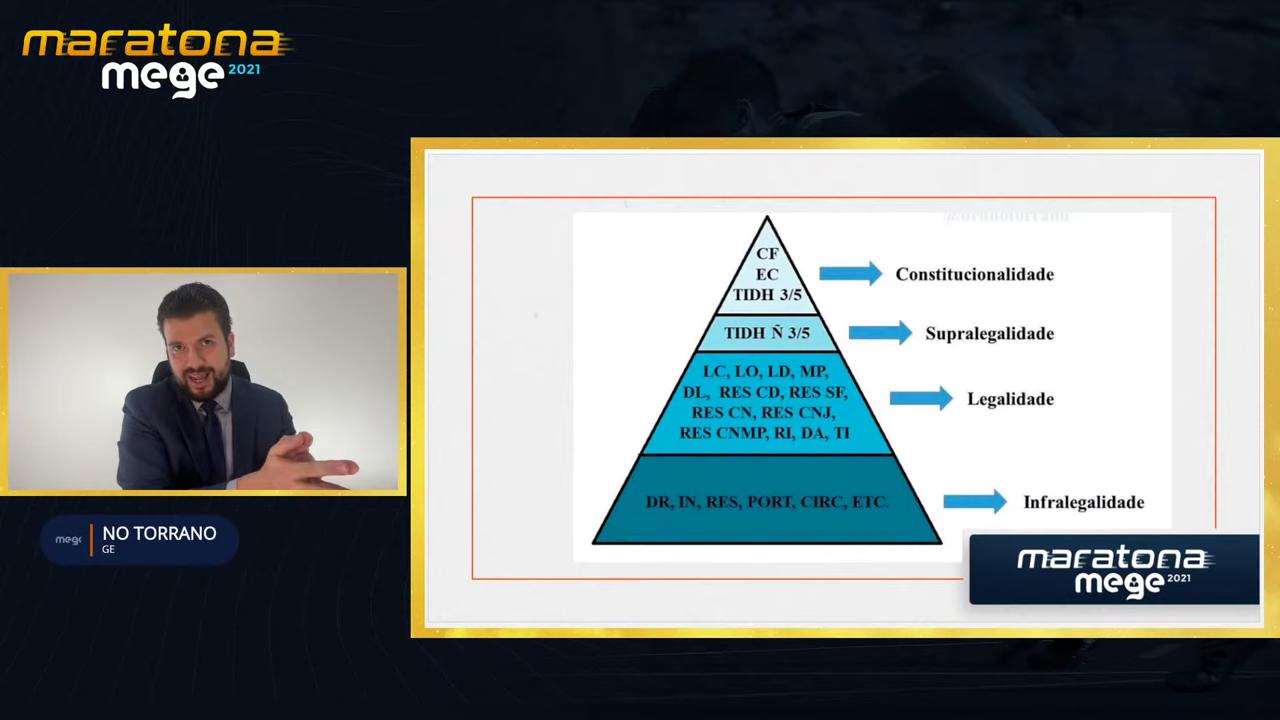 maratona
mege 2021
CF
EC
TIDH 3/5
Constitucionalidade
TIDH Ñ 3/5
Supralegalidade
LC, LO, LD, MP,
DL, RES CD, RES SF,
RES CN, RES CNJ,
RES CNMP, RI, DA, TI
Legalidade
DR, IN, RES, PORT, CIRC, ETC.
Infralegalidade
mege
NO TORRANO
GE
maratona
mege 2021